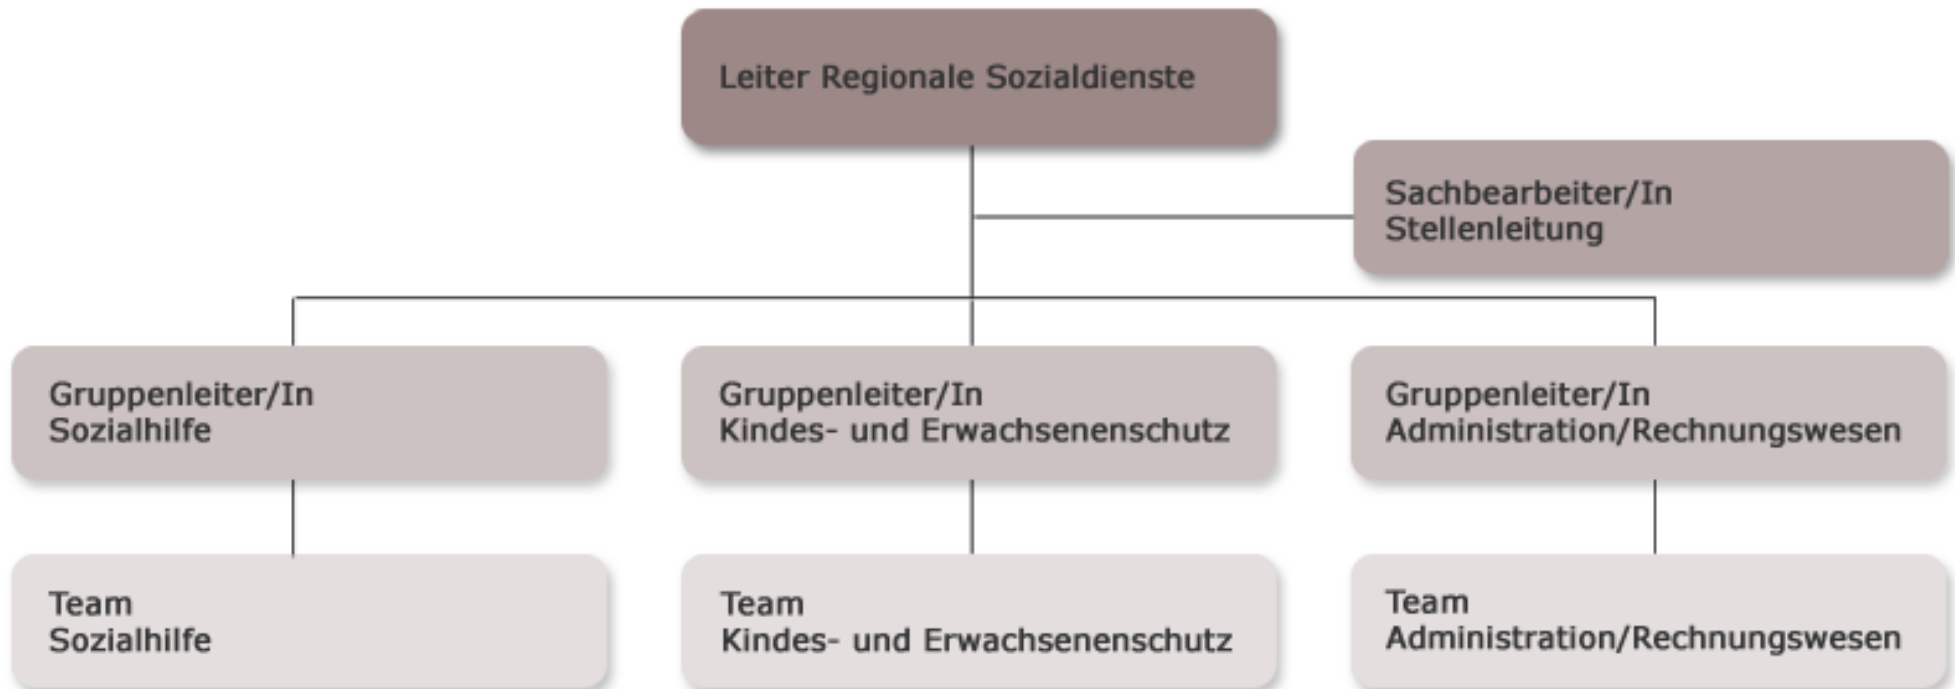 Leiter Regionale Sozialdienste
Sachbearbeiter/In
Stellenleitung
Gruppenleiter/In
Sozialhilfe
Gruppenleiter/In
Kindes- und Erwachsenenschutz
Gruppenleiter/In
Administration/Rechnungswesen
Team
Sozialhilfe
Team
Kindes- und Erwachsenenschutz
Team
Administration/Rechnungswesen